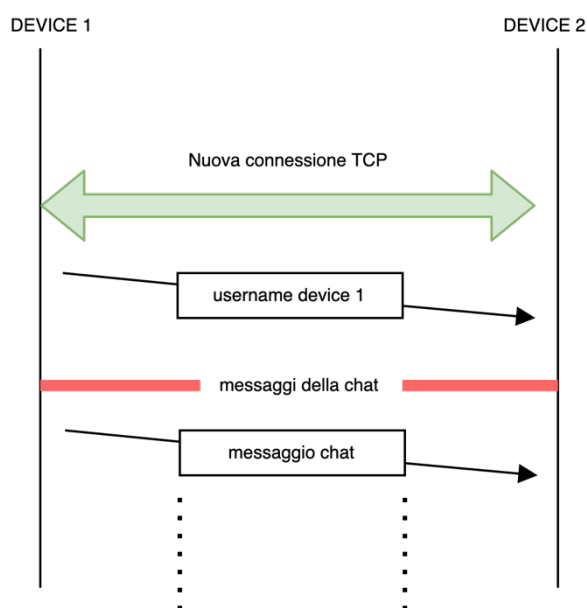 DEVICE 1
DEVICE 2
Nuova connessione TCP
username device 1
messaggi della chat
messaggio chat